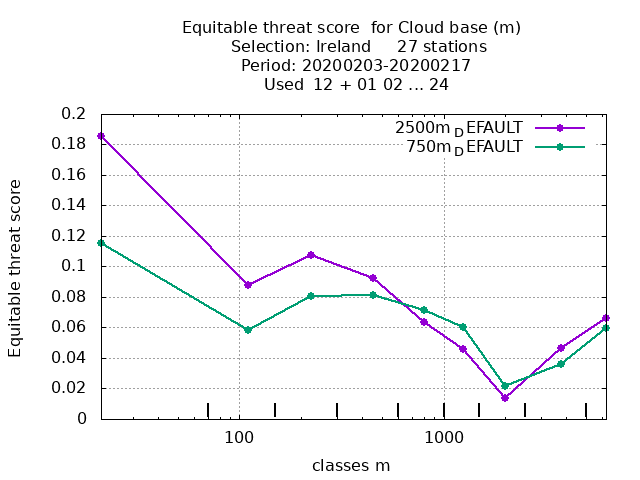 Equitable threat score  for Cloud base (m)
Selection: Ireland     27 stations
Period: 20200203-20200217
Used  12 + 01 02 ... 24
2500m_DEFAULT
750m_DEFAULT
0.2
0.18
0.16
0.14
0.12
0.1
0.08
0.06
0.04
0.02
0
Equitable threat score
100 1000
classes m